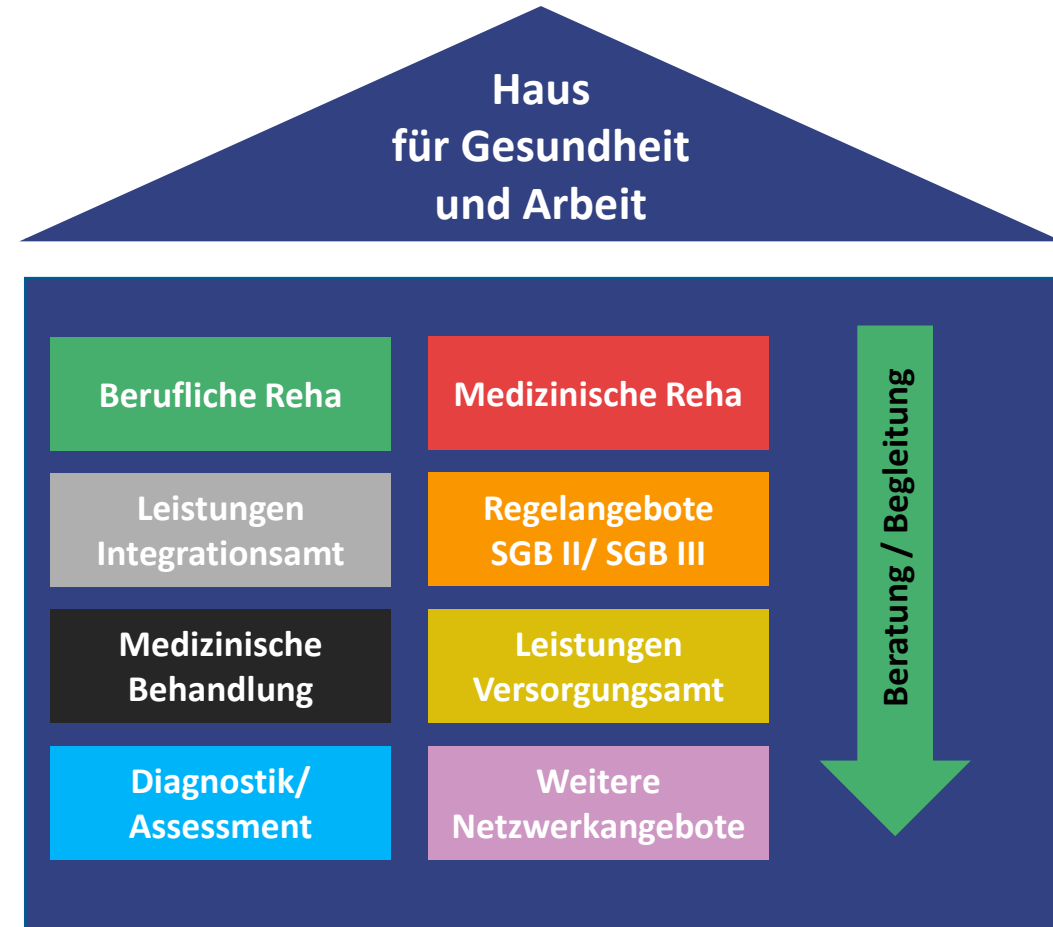 Haus
für Gesundheit
und Arbeit
Berufliche Reha
Medizinische Reha
Leistungen
Integrationsamt
Regelangebote
SGB II/ SGB III
Medizinische
Behandlung
Leistungen
Versorgungsamt
Diagnostik/
Assessment
Weitere
Netzwerkangebote
Beratung / Begleitung